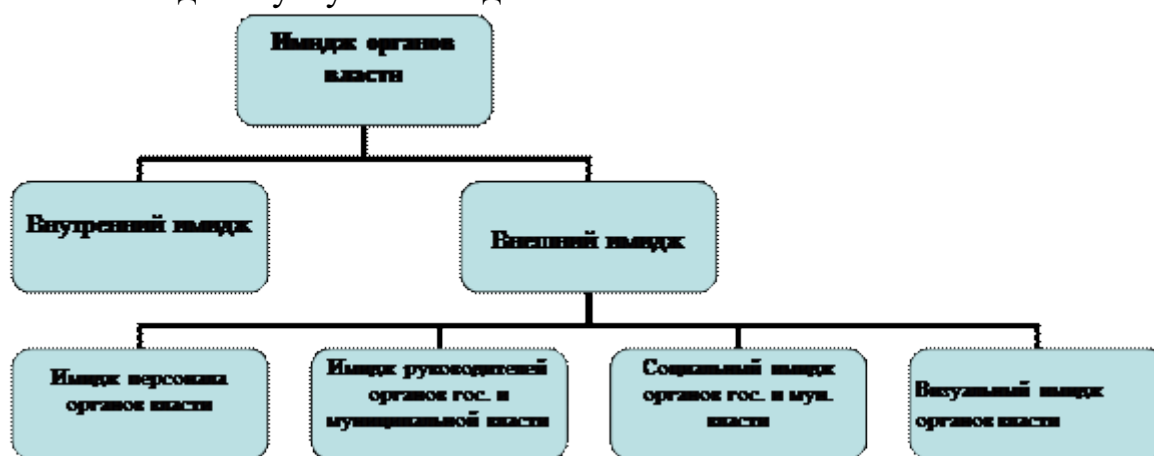 Имидж органов
власти
Внутренний имидж
Внешний имидж
Имидж персонала
органов власти
Имидж руководителей
органов гос. и
муниципальной власти
Социальный имидж
органов гос. и мун.
власти
Визуальный имидж
органов власти